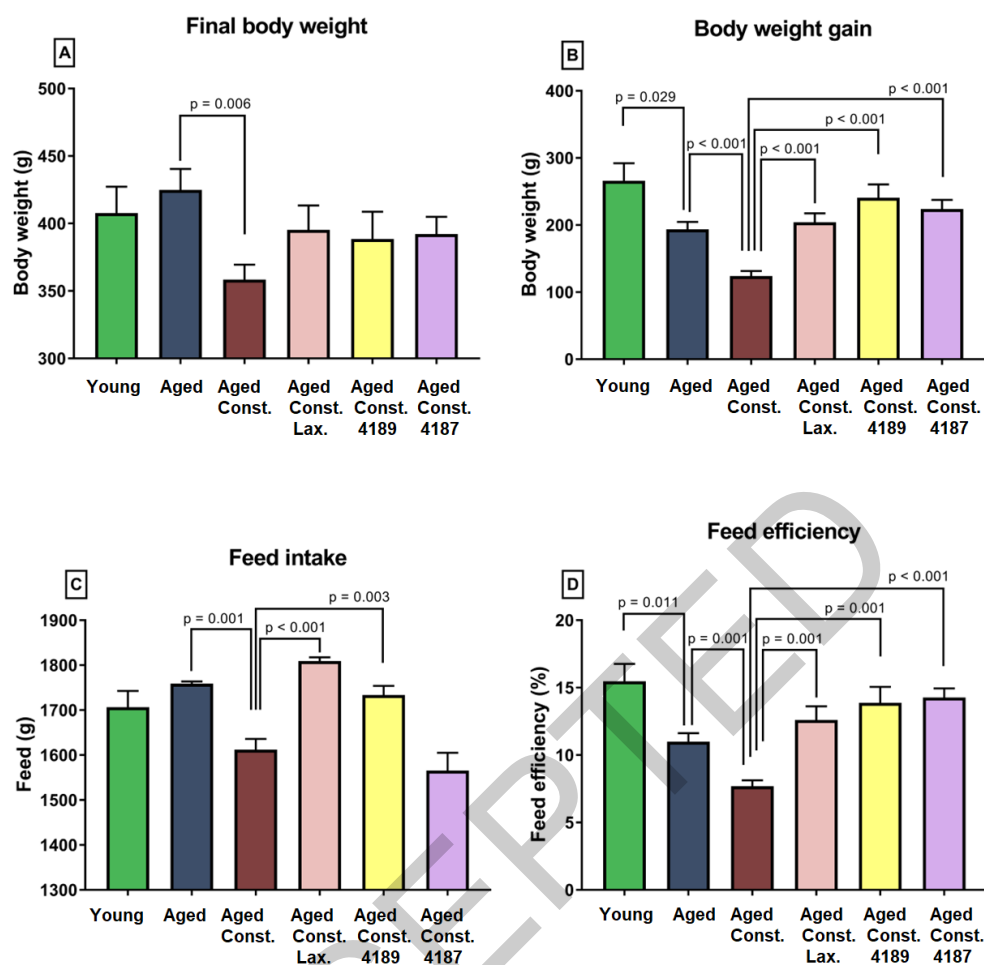 Final body weight
A
Body weight (g)
500
450
400
350
300
p = 0.006
Young Aged Aged Aged Aged Aged
Const. Const. Const. Const.
Lax. 4189 4187
Body weight gain
B
Body weight (g)
400
300
200
100
0
p < 0.001
p = 0.029
p < 0.001
p < 0.001
p < 0.001
Young Aged Aged Aged Aged Aged
Const. Const. Const. Const.
Lax. 4189 4187
Feed intake
C
Feed (g)
1900
1800
1700
1600
1500
1400
1300
p = 0.003
p = 0.001
p < 0.001
Young Aged Aged Aged Aged Aged
Const. Const. Const. Const.
Lax. 4189 4187
Feed efficiency
D
Feed efficiency (%)
20
15
10
5
0
p < 0.001
p = 0.011
p = 0.001
p = 0.001
p = 0.001
Young Aged Aged Aged Aged Aged
Const. Const. Const. Const.
Lax. 4189 4187
CEPTED